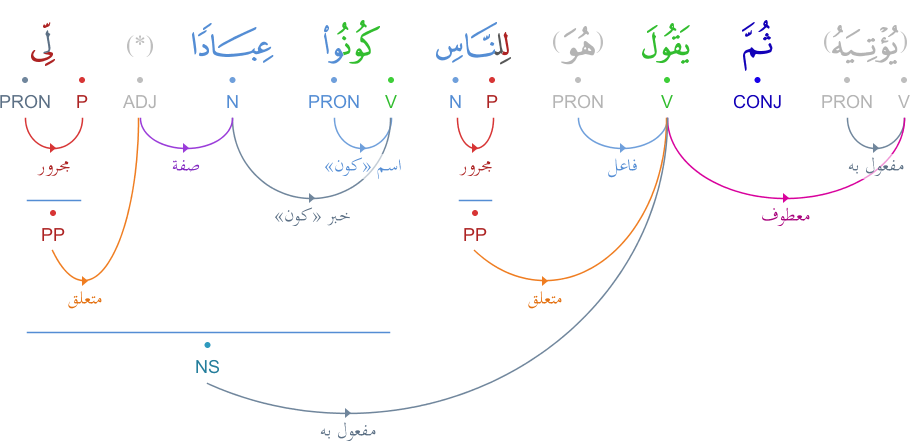 (يُؤْتِيَهُ) ثُمَّ يَقُولَ (هُوَ) لِلنَّاسِ كُونُوا۟ عِبَادًا (*) لِّى
PRON P ADJ N PRON V N P PRON V CONJ PRON V
مجرور صفة اسم «كون» مجرور فاعل مفعول به
خبر «كون» معطوف
PP PP
متعلق متعلق
NS
مفعول به